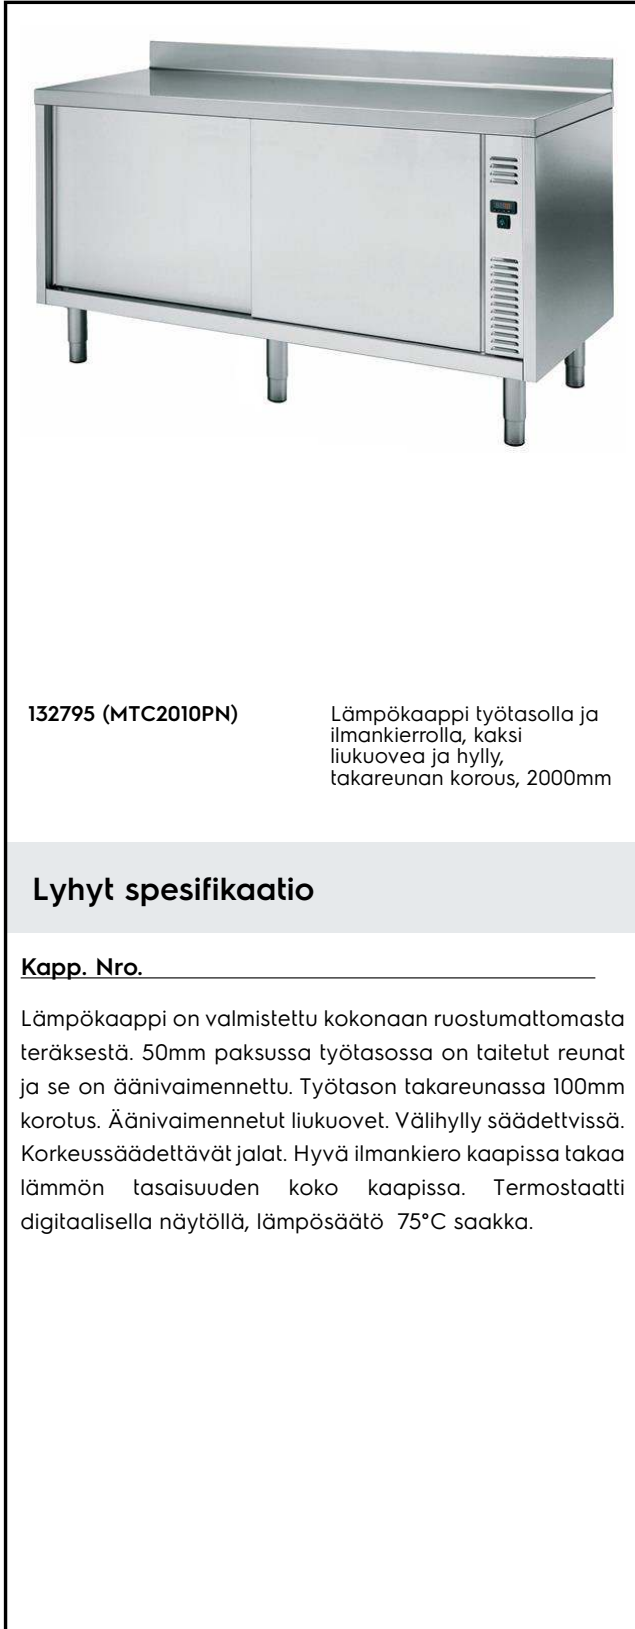 132795 (MTC2010PN)
Lämpökaappi työtasolla ja
ilmankierrolla, kaksi
liukuovea ja hylly,
takareunan korous, 2000mm
Lyhyt spesifikaatio
Kapp. Nro.
Lämpökaappi on valmistettu kokonaan ruostumattomasta
teräksestä. 50mm paksussa työtasossa on taitetut reunat
ja se on äänivaimennettu. Työtason takareunassa 100mm
korotus. Äänivaimennetut liukuovet. Välihylly säädettvissä.
Korkeussäädettävät jalat. Hyvä ilmankiero kaapissa takaa
lämmön tasaisuuden koko kaapissa. Termostaatti
digitaalisella näytöllä, lämpösäätö 75°C saakka.